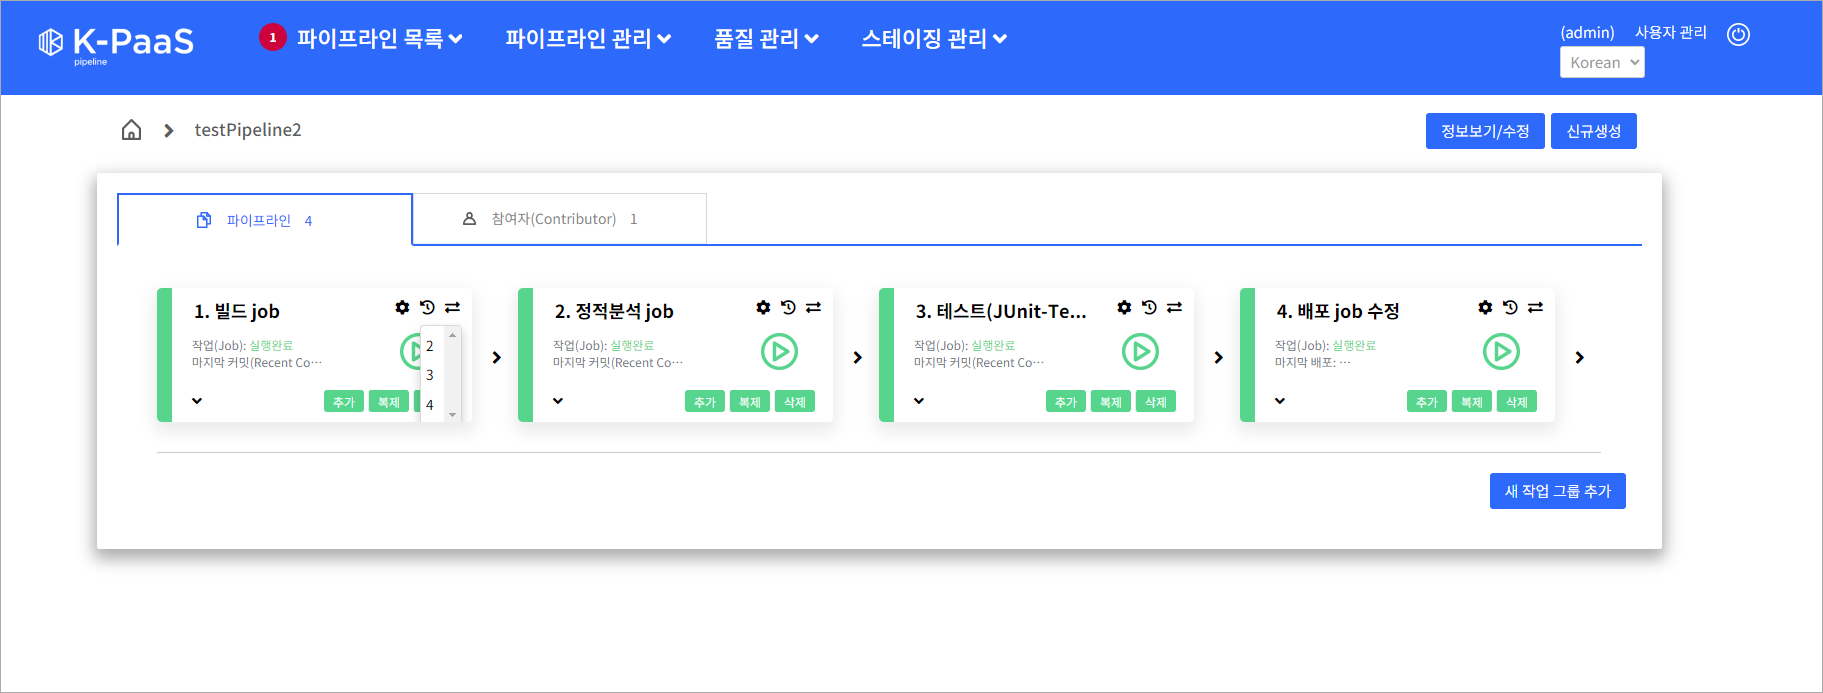 K-PaaS
pipeline
1 파이프라인 목록 파이프라인 관리 품질 관리 스테이징 관리
(admin) 사용자 관리
Korean
testPipeline2
정보보기/수정 신규생성
파이프라인 4 참여자(Contributor) 1
1. 빌드 job
작업(Job): 실행완료
마지막 커밋(Recent Co…
추가 복제
2
3
4
2. 정적분석 job
작업(Job): 실행완료
마지막 커밋(Recent Co…
추가 복제 삭제
3. 테스트(JUnit-Te...
작업(Job): 실행완료
마지막 커밋(Recent Co…
추가 복제 삭제
4. 배포 job 수정
작업(Job): 실행완료
마지막 배포: …
추가 복제 삭제
새 작업 그룹 추가